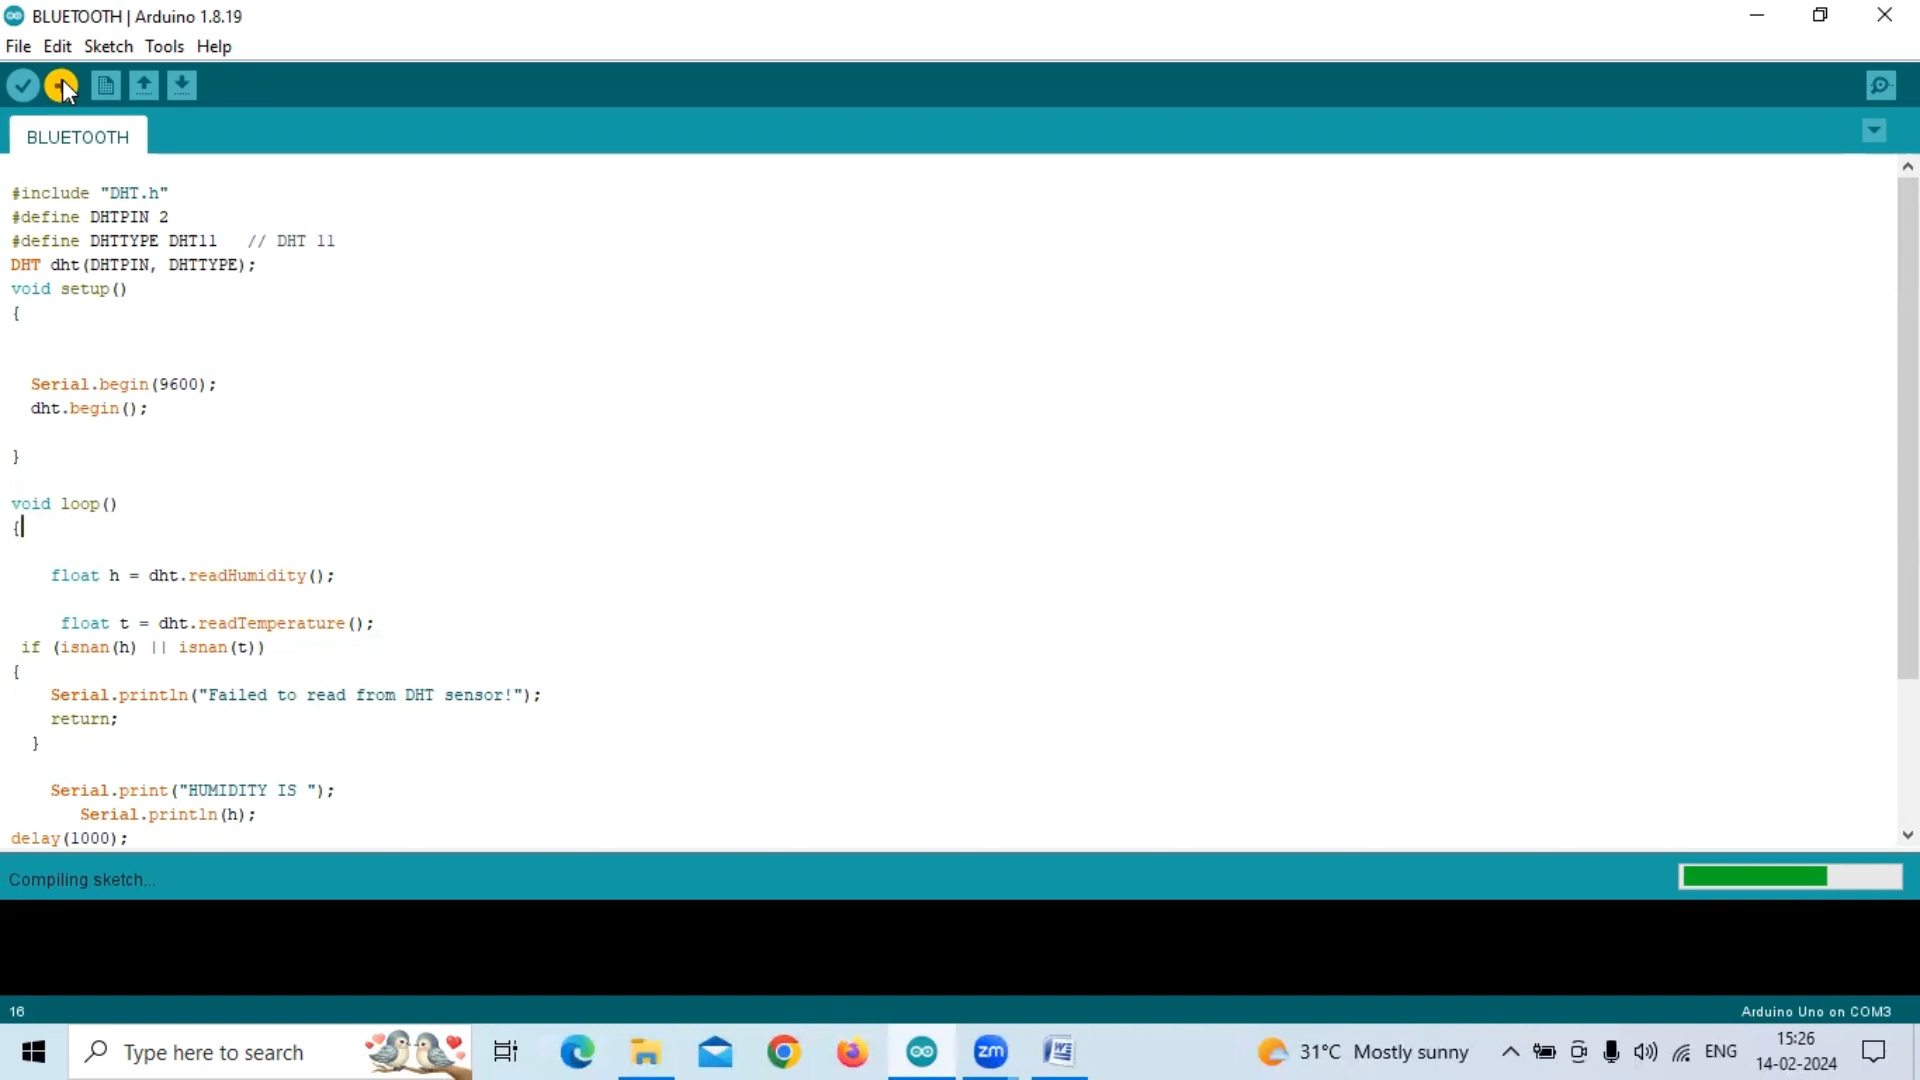 BLUETOOTH | Arduino 1.8.19
File Edit Sketch Tools Help
BLUETOOTH
#include "DHT.h"
#define DHTPIN 2
#define DHTTYPE DHT11 // DHT 11
DHT dht(DHTPIN, DHTTYPE);
void setup()
{
Serial.begin(9600);
dht.begin();
}
void loop()
{
float h = dht.readHumidity();
float t = dht.readTemperature();
if (isnan(h) || isnan(t))
{
Serial.println("Failed to read from DHT sensor!");
return;
}
Serial.print("HUMIDITY IS ");
Serial.println(h);
delay(1000);
Compiling sketch...
16
Arduino Uno on COM3
Type here to search
zm
31°C Mostly sunny
ENG
15:26
14-02-2024